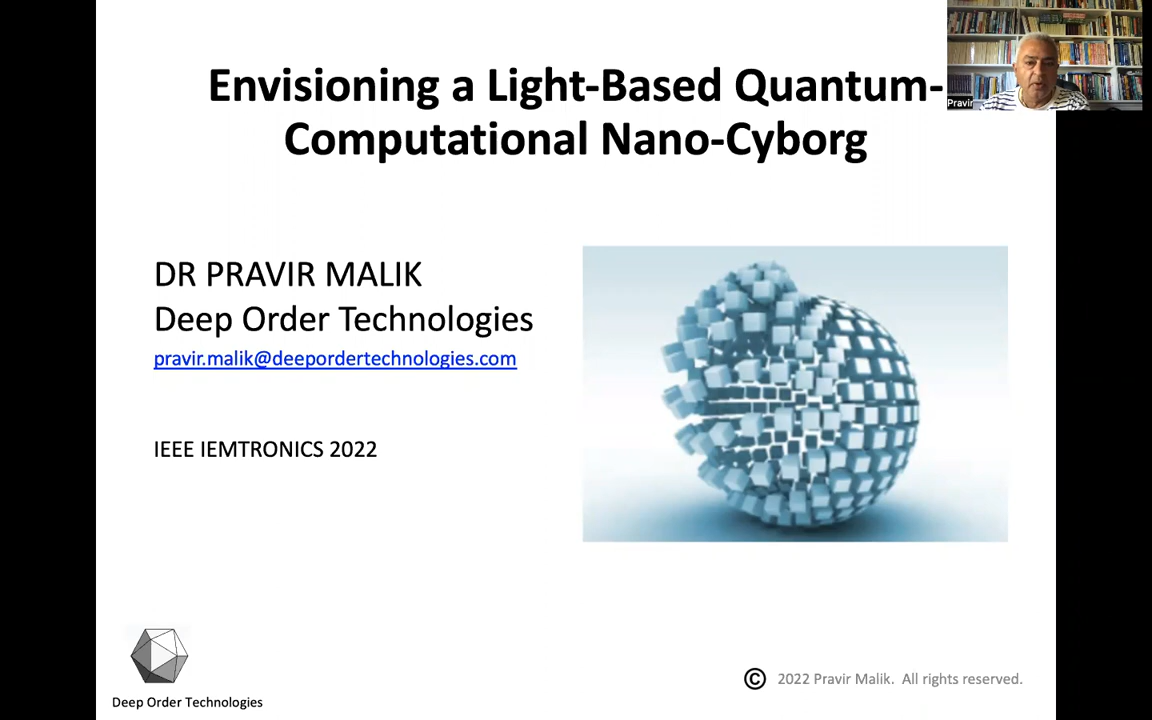 Envisioning a Light-Based Quantum-
Computational Nano-Cyborg
Pravir
DR PRAVIR MALIK
Deep Order Technologies
pravir.malik@deepordertechnologies.com
IEEE IEMTRONICS 2022
Deep Order Technologies
© 2022 Pravir Malik. All rights reserved.